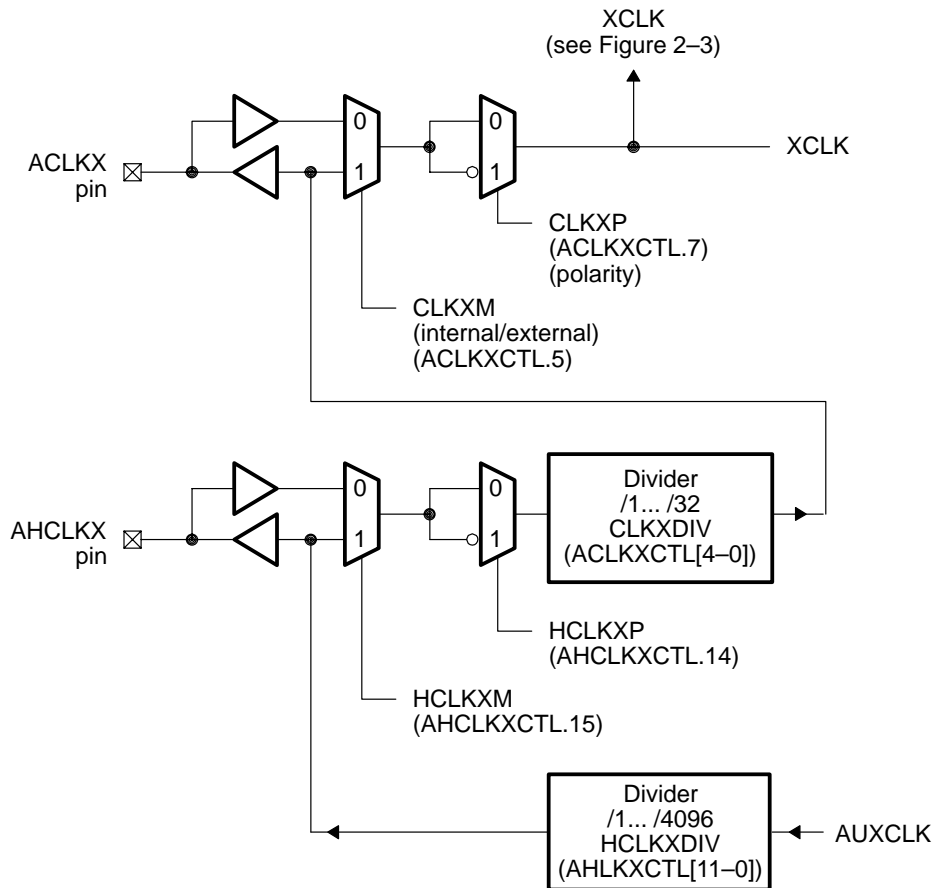 XCLK
(see Figure 2–3)
0
0
ACLKX
pin
1
1
XCLK
CLKXP
(ACLKXCTL.7)
(polarity)
CLKXM
(internal/external)
(ACLKXCTL.5)
0
0
AHCLKX
pin
1
1
Divider
/1... /32
CLKXDIV
(ACLKXCTL[4–0])
HCLKXP
(AHCLKXCTL.14)
HCLKXM
(AHCLKXCTL.15)
Divider
/1... /4096
HCLKXDIV
(AHLKXCTL[11–0])
AUXCLK